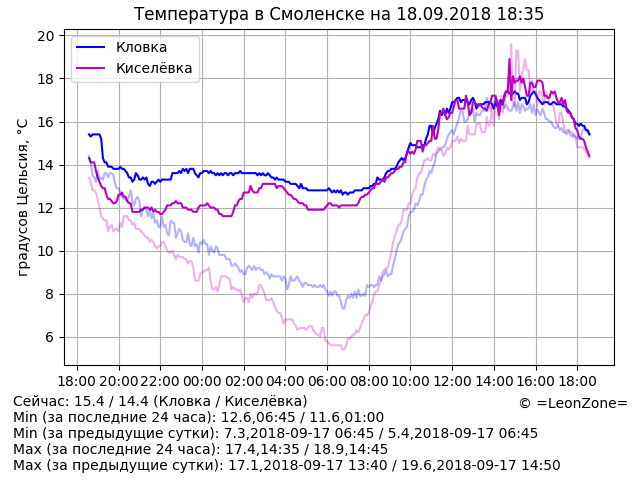 Температура в Смоленске на 18.09.2018 18:35
Кловка
Киселёвка
градусов Цельсия, °C
20
18
16
14
12
10
8
6
18:00 20:00 22:00 00:00 02:00 04:00 06:00 08:00 10:00 12:00 14:00 16:00 18:00
Сейчас: 15.4 / 14.4 (Кловка / Киселёвка)
© =LeonZone=
Min (за последние 24 часа): 12.6,06:45 / 11.6,01:00
Min (за предыдущие сутки): 7.3,2018-09-17 06:45 / 5.4,2018-09-17 06:45
Max (за последние 24 часа): 17.4,14:35 / 18.9,14:45
Max (за предыдущие сутки): 17.1,2018-09-17 13:40 / 19.6,2018-09-17 14:50